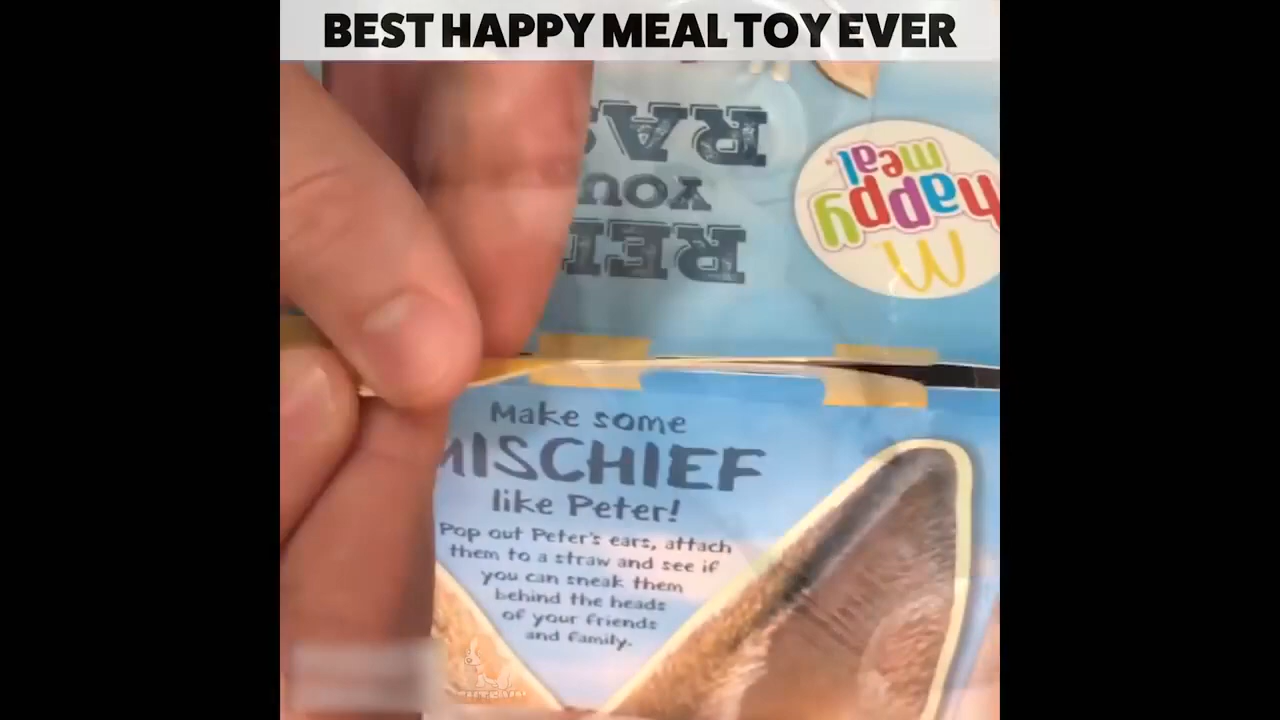 BEST HAPPY MEAL TOY EVER
YOU
happy
meal
Make some
MISCHIEF
like Peter!
Pop out Peter's ears, attach
them to a straw and see if
you can sneak them
behind the heads
of your friends
and family.